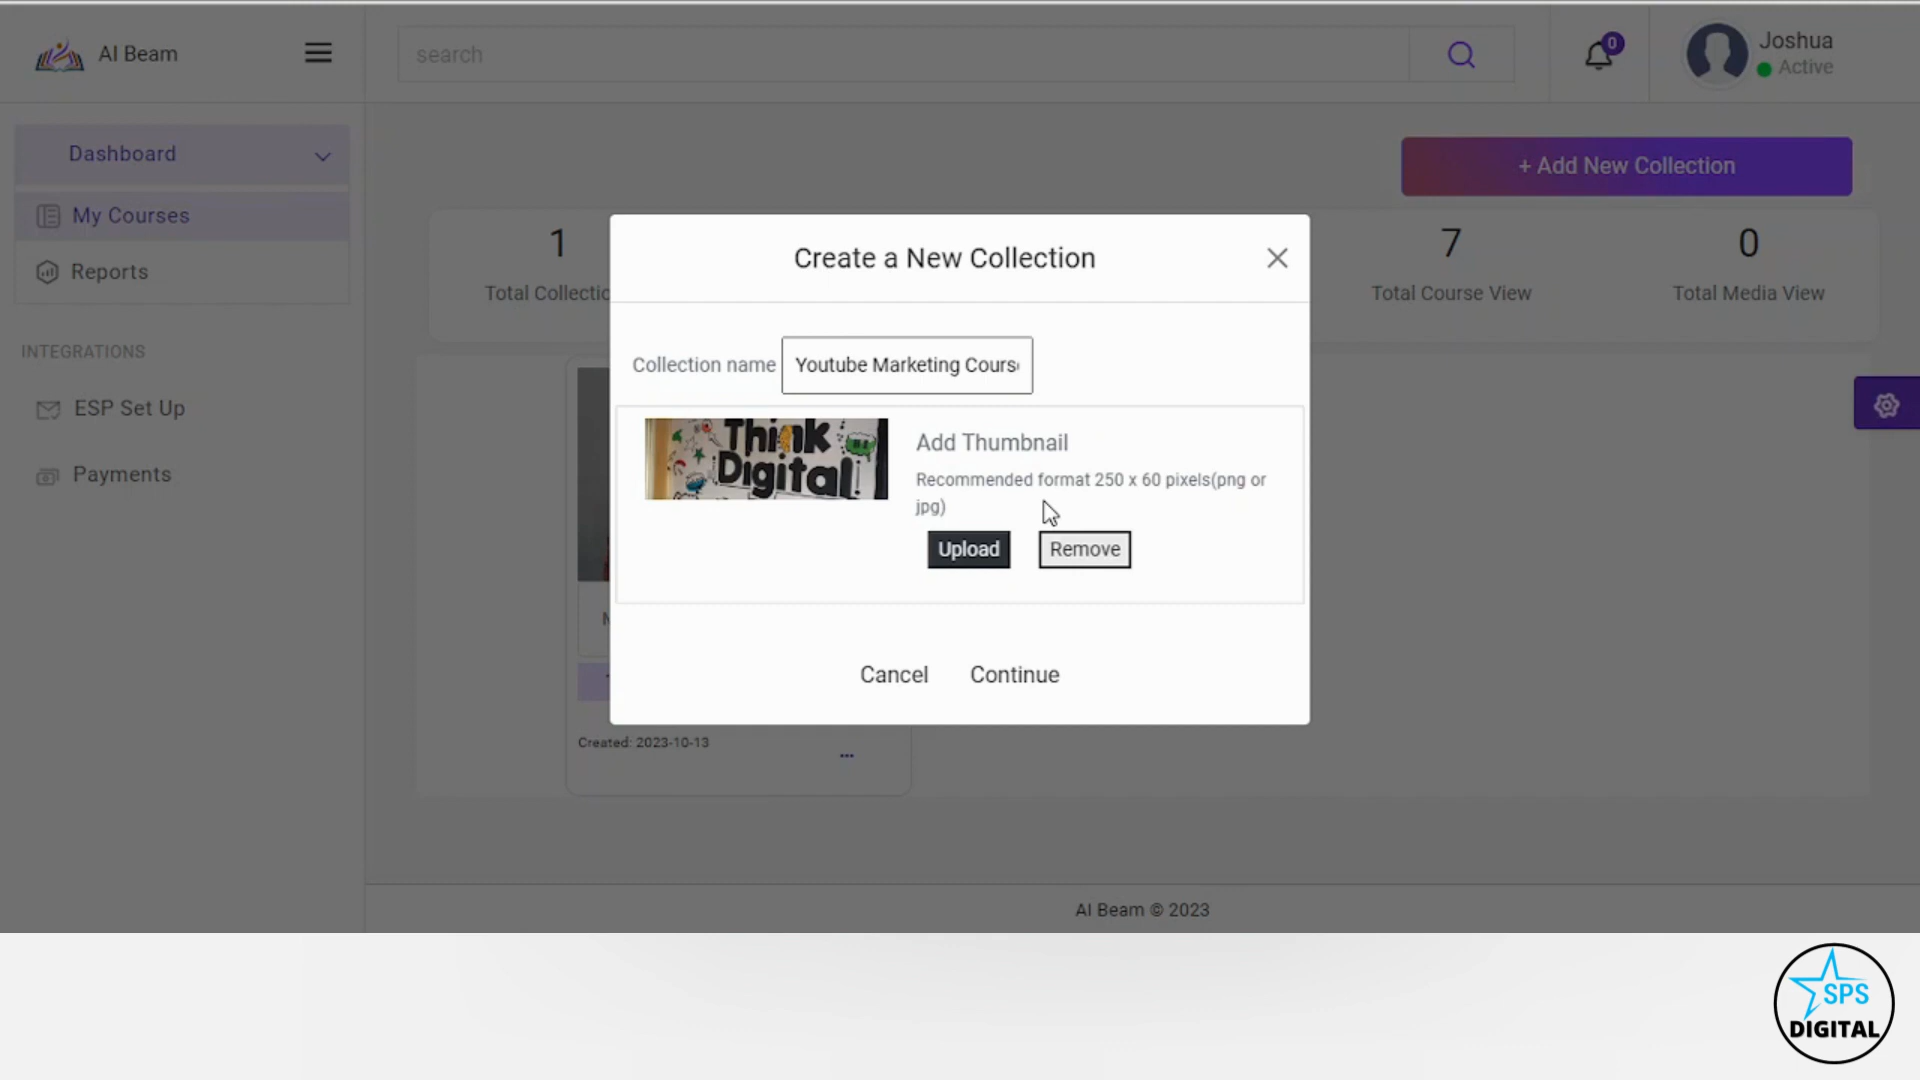 AI Beam
search
0
Joshua
Active
Dashboard
My Courses
Reports
INTEGRATIONS
ESP Set Up
Payments
+ Add New Collection
1
7
0
Total Course View
Total Media View
Create a New Collection
Collection name
Youtube Marketing Cours
Think
Digital!
Add Thumbnail
Recommended format 250 x 60 pixels(png or
jpg)
Upload
Remove
Cancel
Continue
Created: 2023-10-13
AI Beam © 2023
SPS
DIGITAL